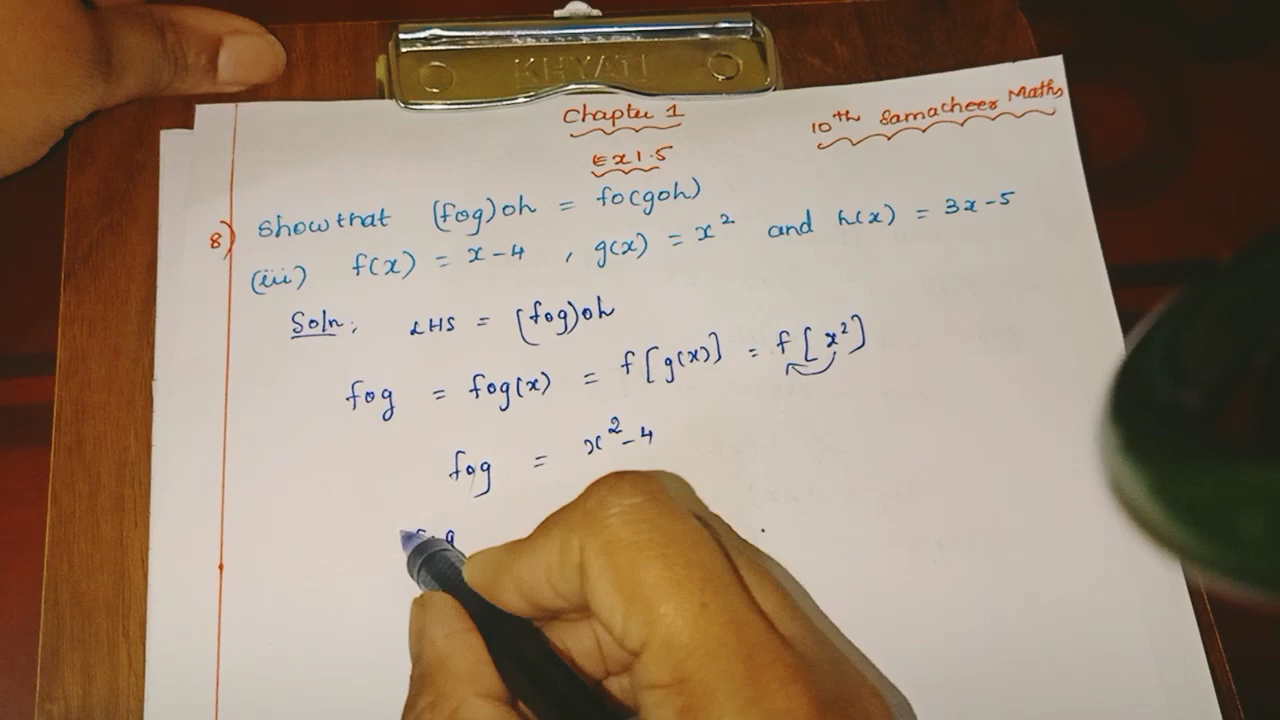 KHYATI
Chapter 1
10th Samacheer Maths
Ex 1.5
8) Show that (fog)oh = fo(goh)
(iii) f(x) = x-4 , g(x) = x² and h(x) = 3x-5
Soln; LHS = (fog)oh
fog = fog(x) = f[g(x)] = f[x²]
fog = x²-4